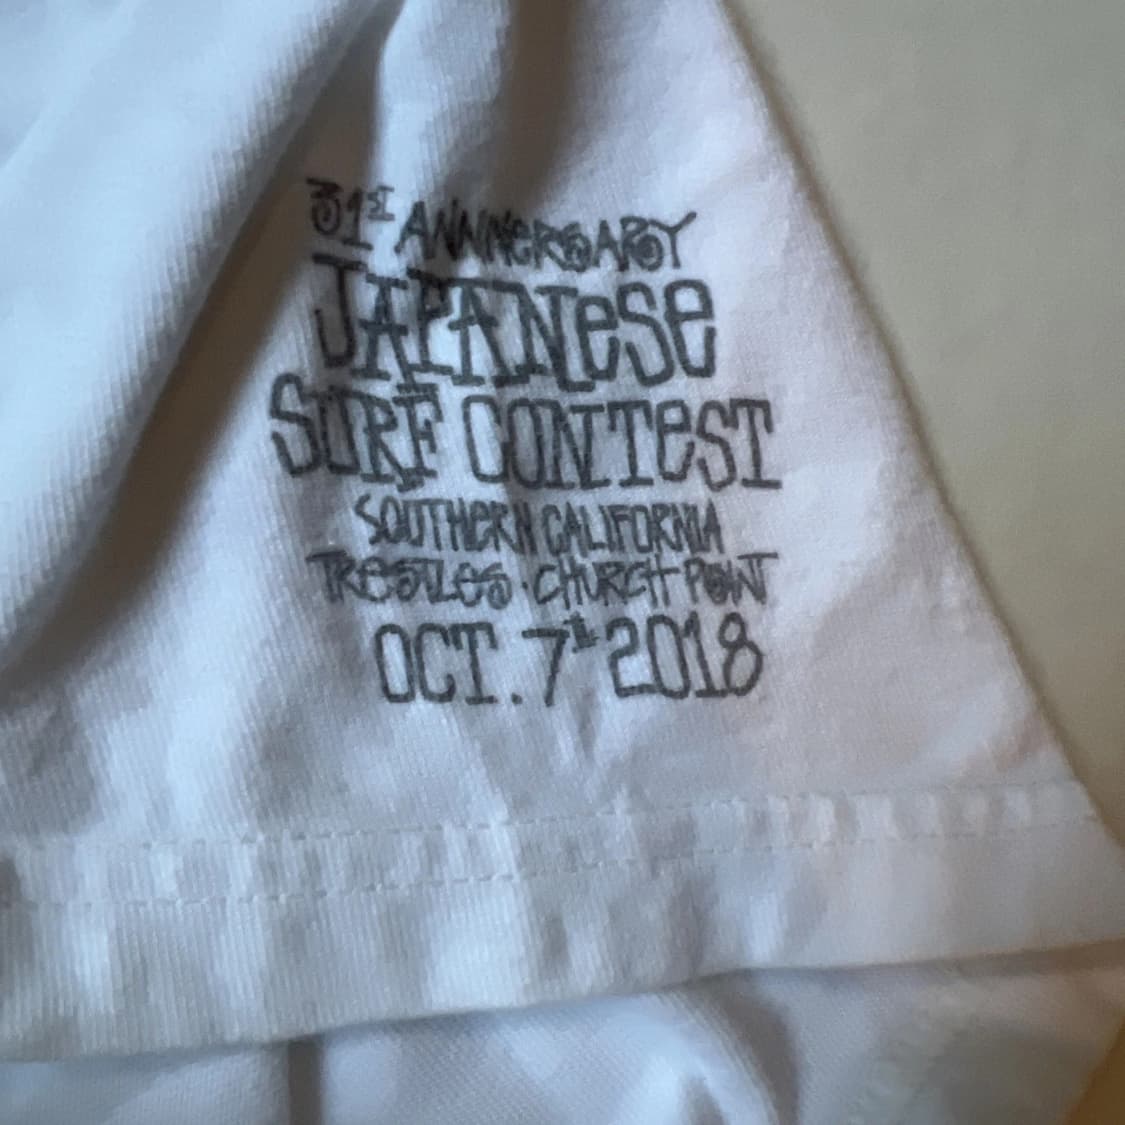 31ST ANNIVERSARY
JAPANeSe
SURF CONTeST
SOUTHeRN CALIFORNIA
TReSTLeS · CHURCH POINT
OCT. 7th 2018